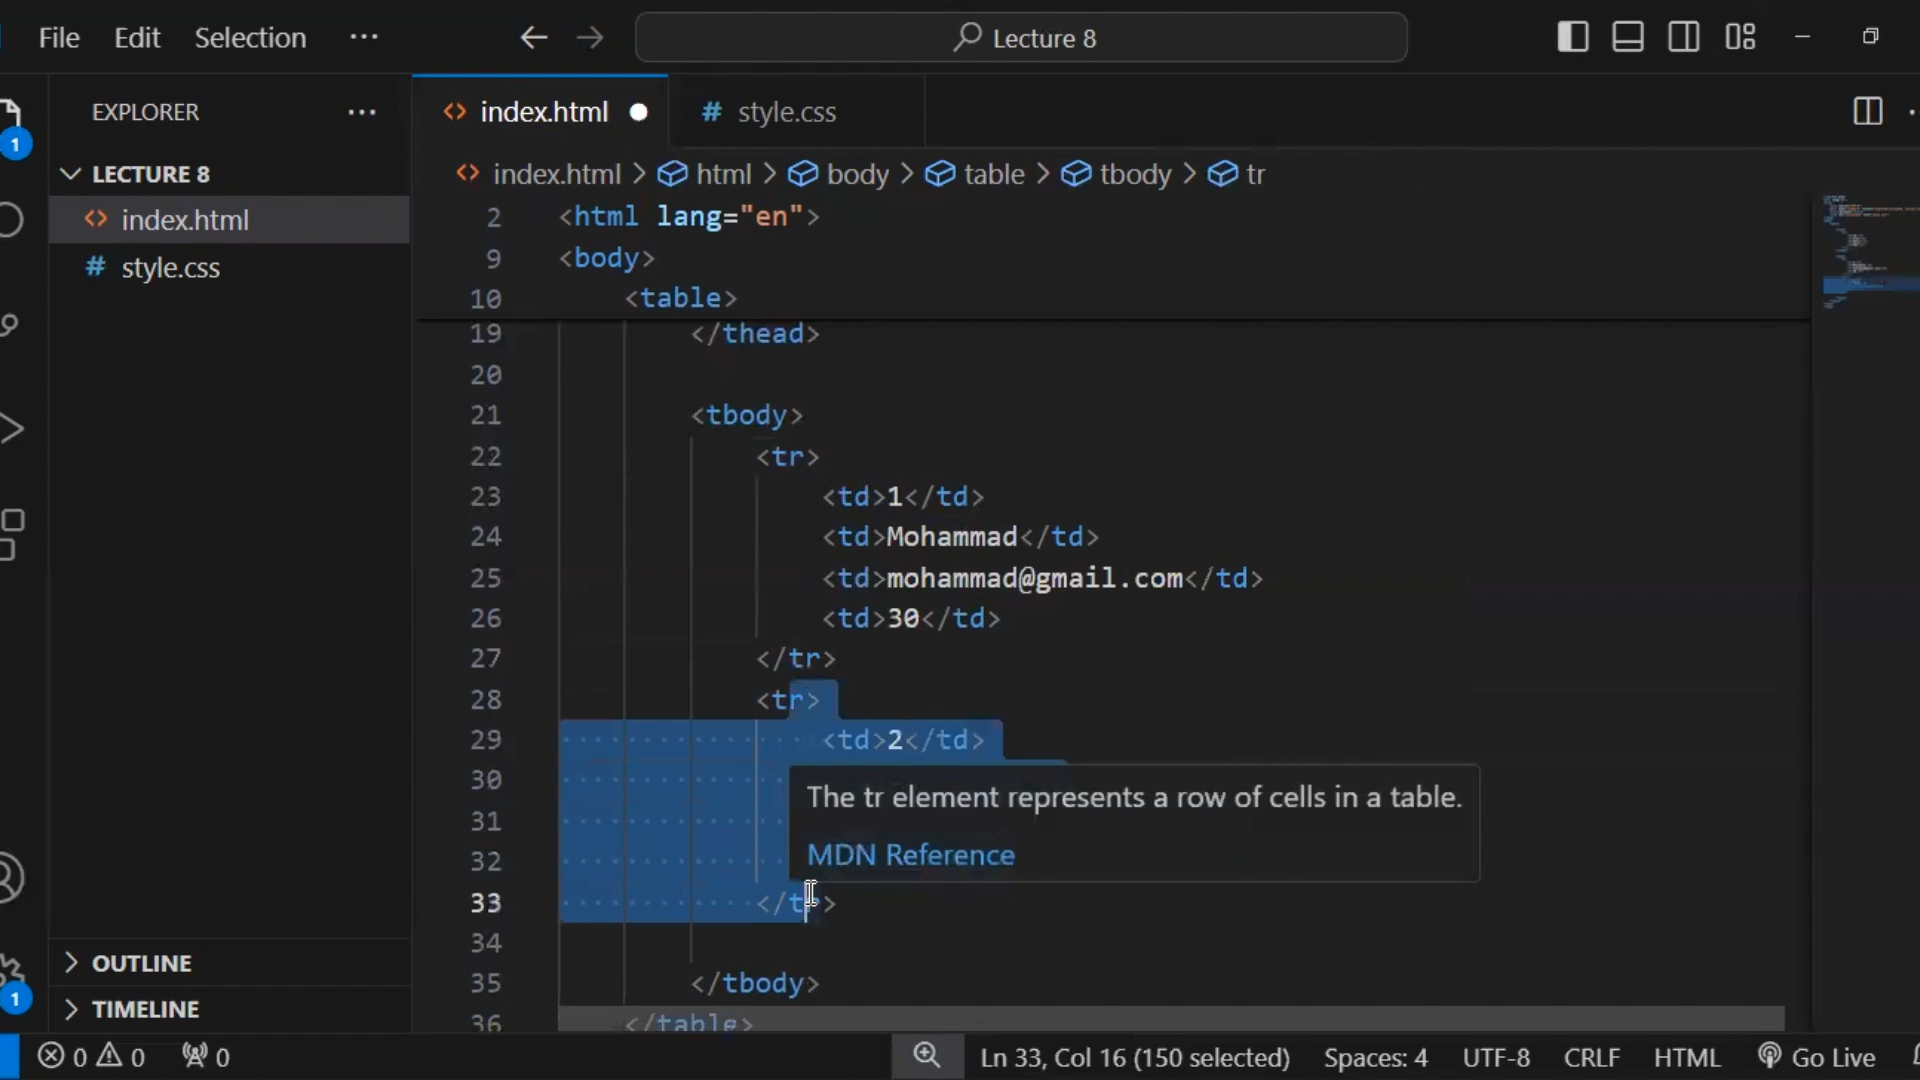 File Edit Selection ··· Lecture 8
EXPLORER ···
LECTURE 8
index.html
style.css
OUTLINE
TIMELINE
1
1
index.html style.css
index.html > html > body > table > tbody > tr
2 <html lang="en">
9 <body>
10 <table>
19 </thead>
20
21 <tbody>
22 <tr>
23 <td>1</td>
24 <td>Mohammad</td>
25 <td>mohammad@gmail.com</td>
26 <td>30</td>
27 </tr>
28 <tr>
29 <td>2</td>
30
31
32
33 </tr>
34
35 </tbody>
36 </table>
The tr element represents a row of cells in a table.
MDN Reference
0 0 0 Ln 33, Col 16 (150 selected) Spaces: 4 UTF-8 CRLF HTML Go Live